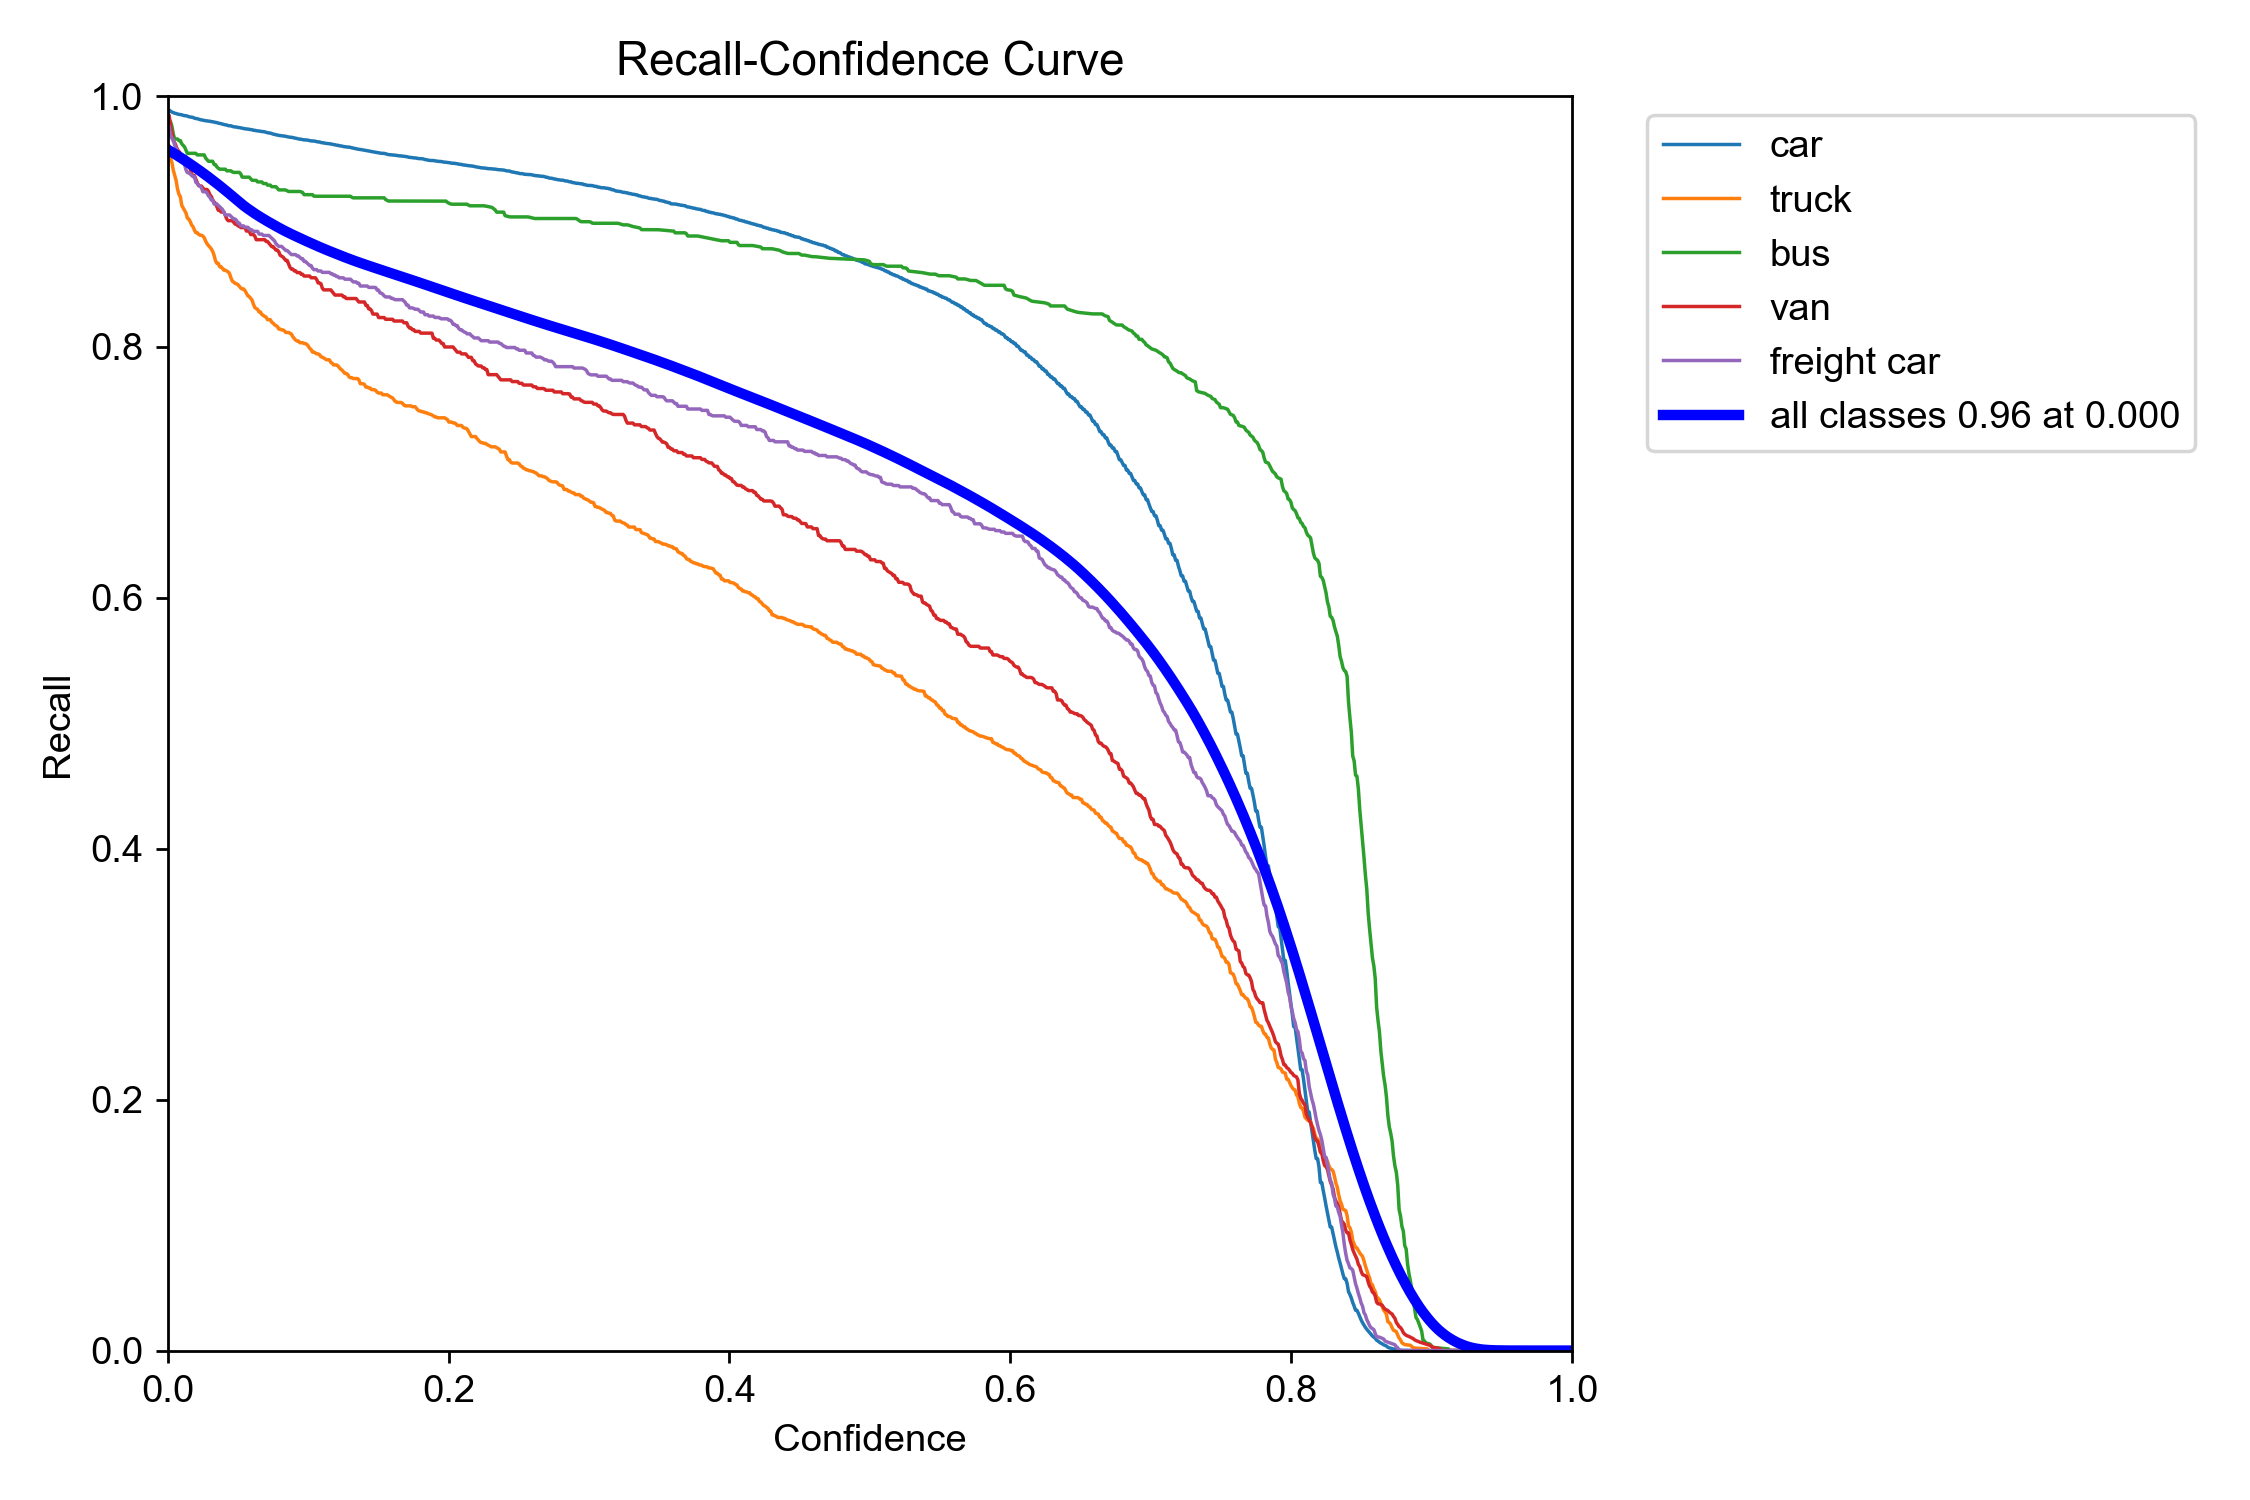 Recall-Confidence Curve
1.0
0.8
0.6
0.4
0.2
0.0
Recall
0.0 0.2 0.4 0.6 0.8 1.0
Confidence
car
truck
bus
van
freight car
all classes 0.96 at 0.000